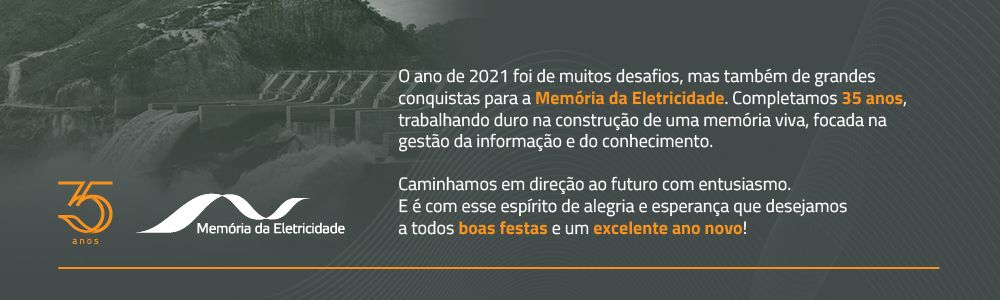 O ano de 2021 foi de muitos desafios, mas também de grandes
conquistas para a Memória da Eletricidade. Completamos 35 anos,
trabalhando duro na construção de uma memória viva, focada na
gestão da informação e do conhecimento.
Caminhamos em direção ao futuro com entusiasmo.
E é com esse espírito de alegria e esperança que desejamos
a todos boas festas e um excelente ano novo!
35
anos
Memória da Eletricidade